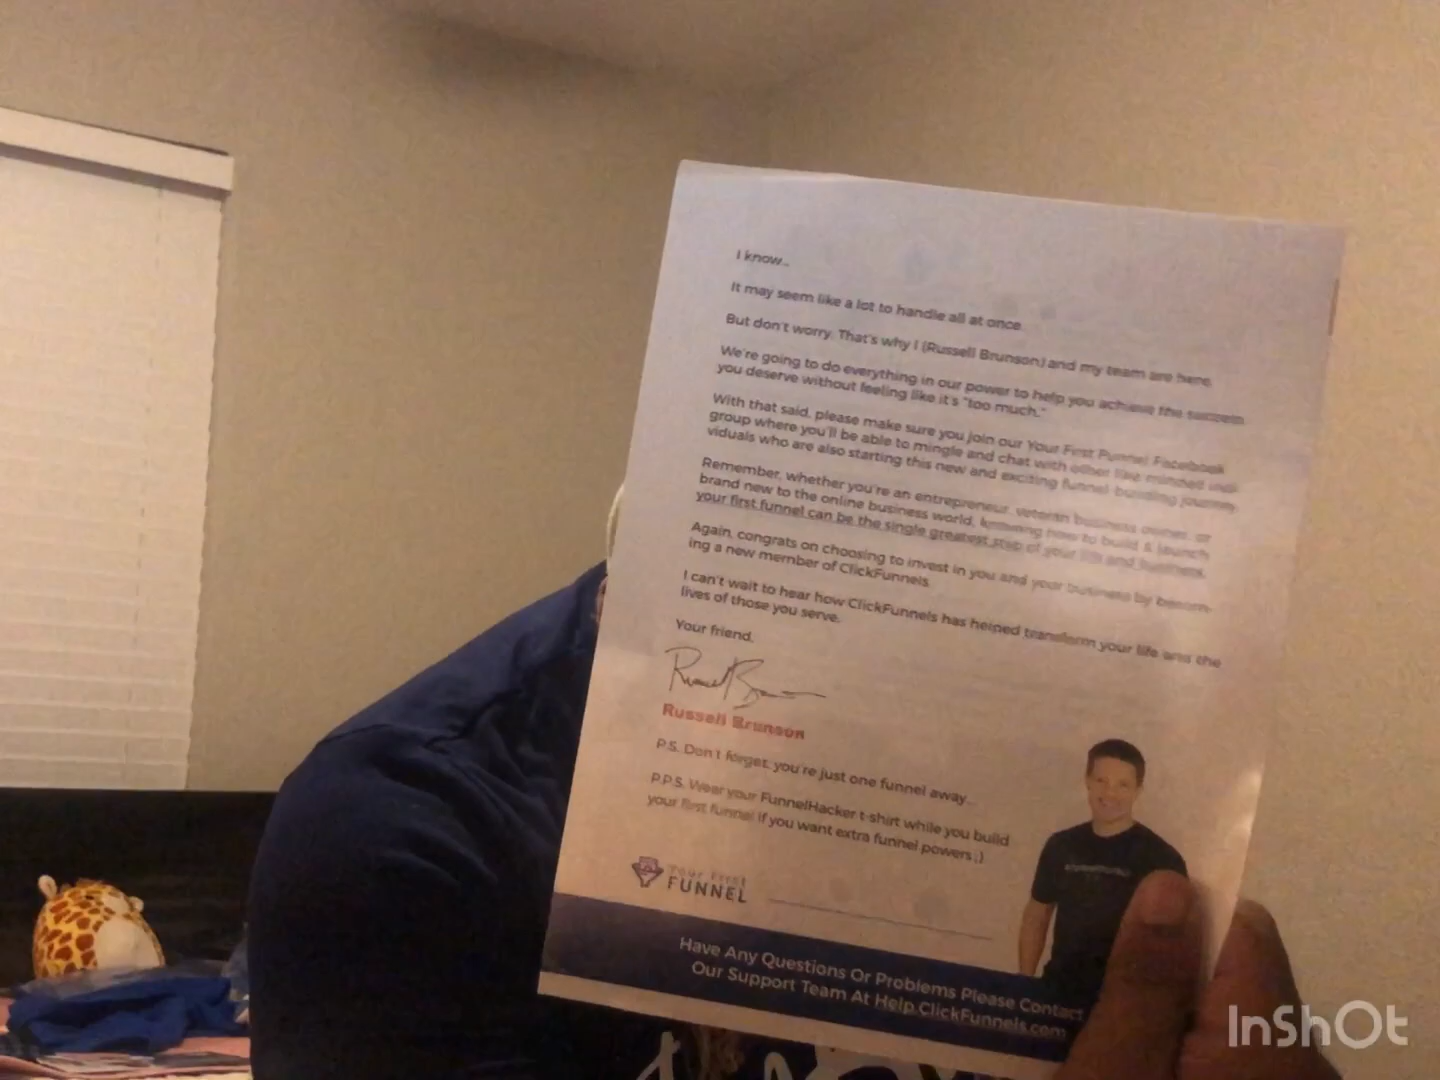 I know...
It may seem like a lot to handle all at once.
But don't worry. That's why I (Russell Brunson) and my team are here.
We're going to do everything in our power to help you achieve the success
you deserve without feeling like it's "too much."
With that said, please make sure you join our Your First Funnel Facebook
group where you'll be able to mingle and chat with other like minded indi-
viduals who are also starting this new and exciting funnel-building journey.
Remember, whether you're an entrepreneur, veteran business owner, or
brand new to the online business world, knowing how to build & launch
your first funnel can be the single greatest step of your life and business.
Again, congrats on choosing to invest in you and your business by becom-
ing a new member of ClickFunnels.
I can't wait to hear how ClickFunnels has helped transform your life and the
lives of those you serve.
Your friend,
Russell Brunson
P.S. Don't forget, you're just one funnel away...
P.P.S. Wear your FunnelHacker t-shirt while you build
your first funnel if you want extra funnel powers ;)
Your First
FUNNEL
Have Any Questions Or Problems Please Contact
Our Support Team At Help.ClickFunnels.com
InShOt